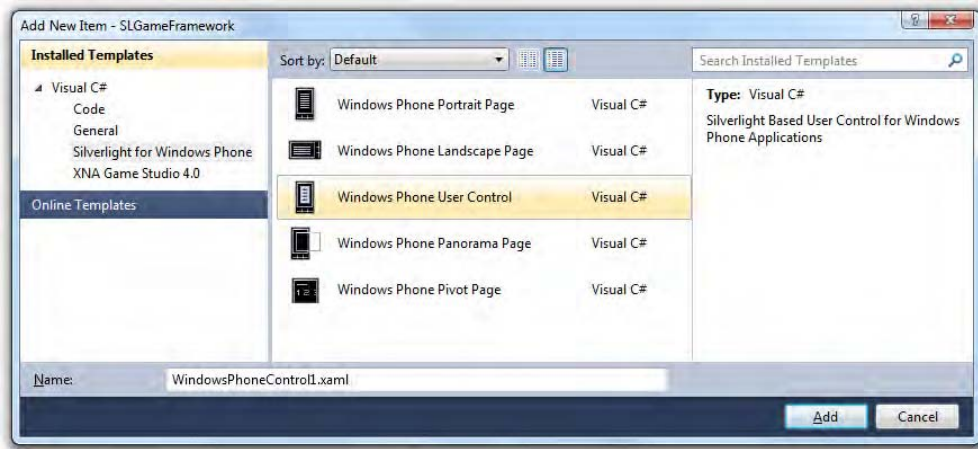 Add New Item - SLGameFramework
Installed Templates
Visual C#
Code
General
Silverlight for Windows Phone
XNA Game Studio 4.0
Online Templates
Sort by: Default
Windows Phone Portrait Page Visual C#
Windows Phone Landscape Page Visual C#
Windows Phone User Control Visual C#
Windows Phone Panorama Page Visual C#
Windows Phone Pivot Page Visual C#
Search Installed Templates
Type: Visual C#
Silverlight Based User Control for Windows
Phone Applications
Name: WindowsPhoneControl1.xaml
Add Cancel